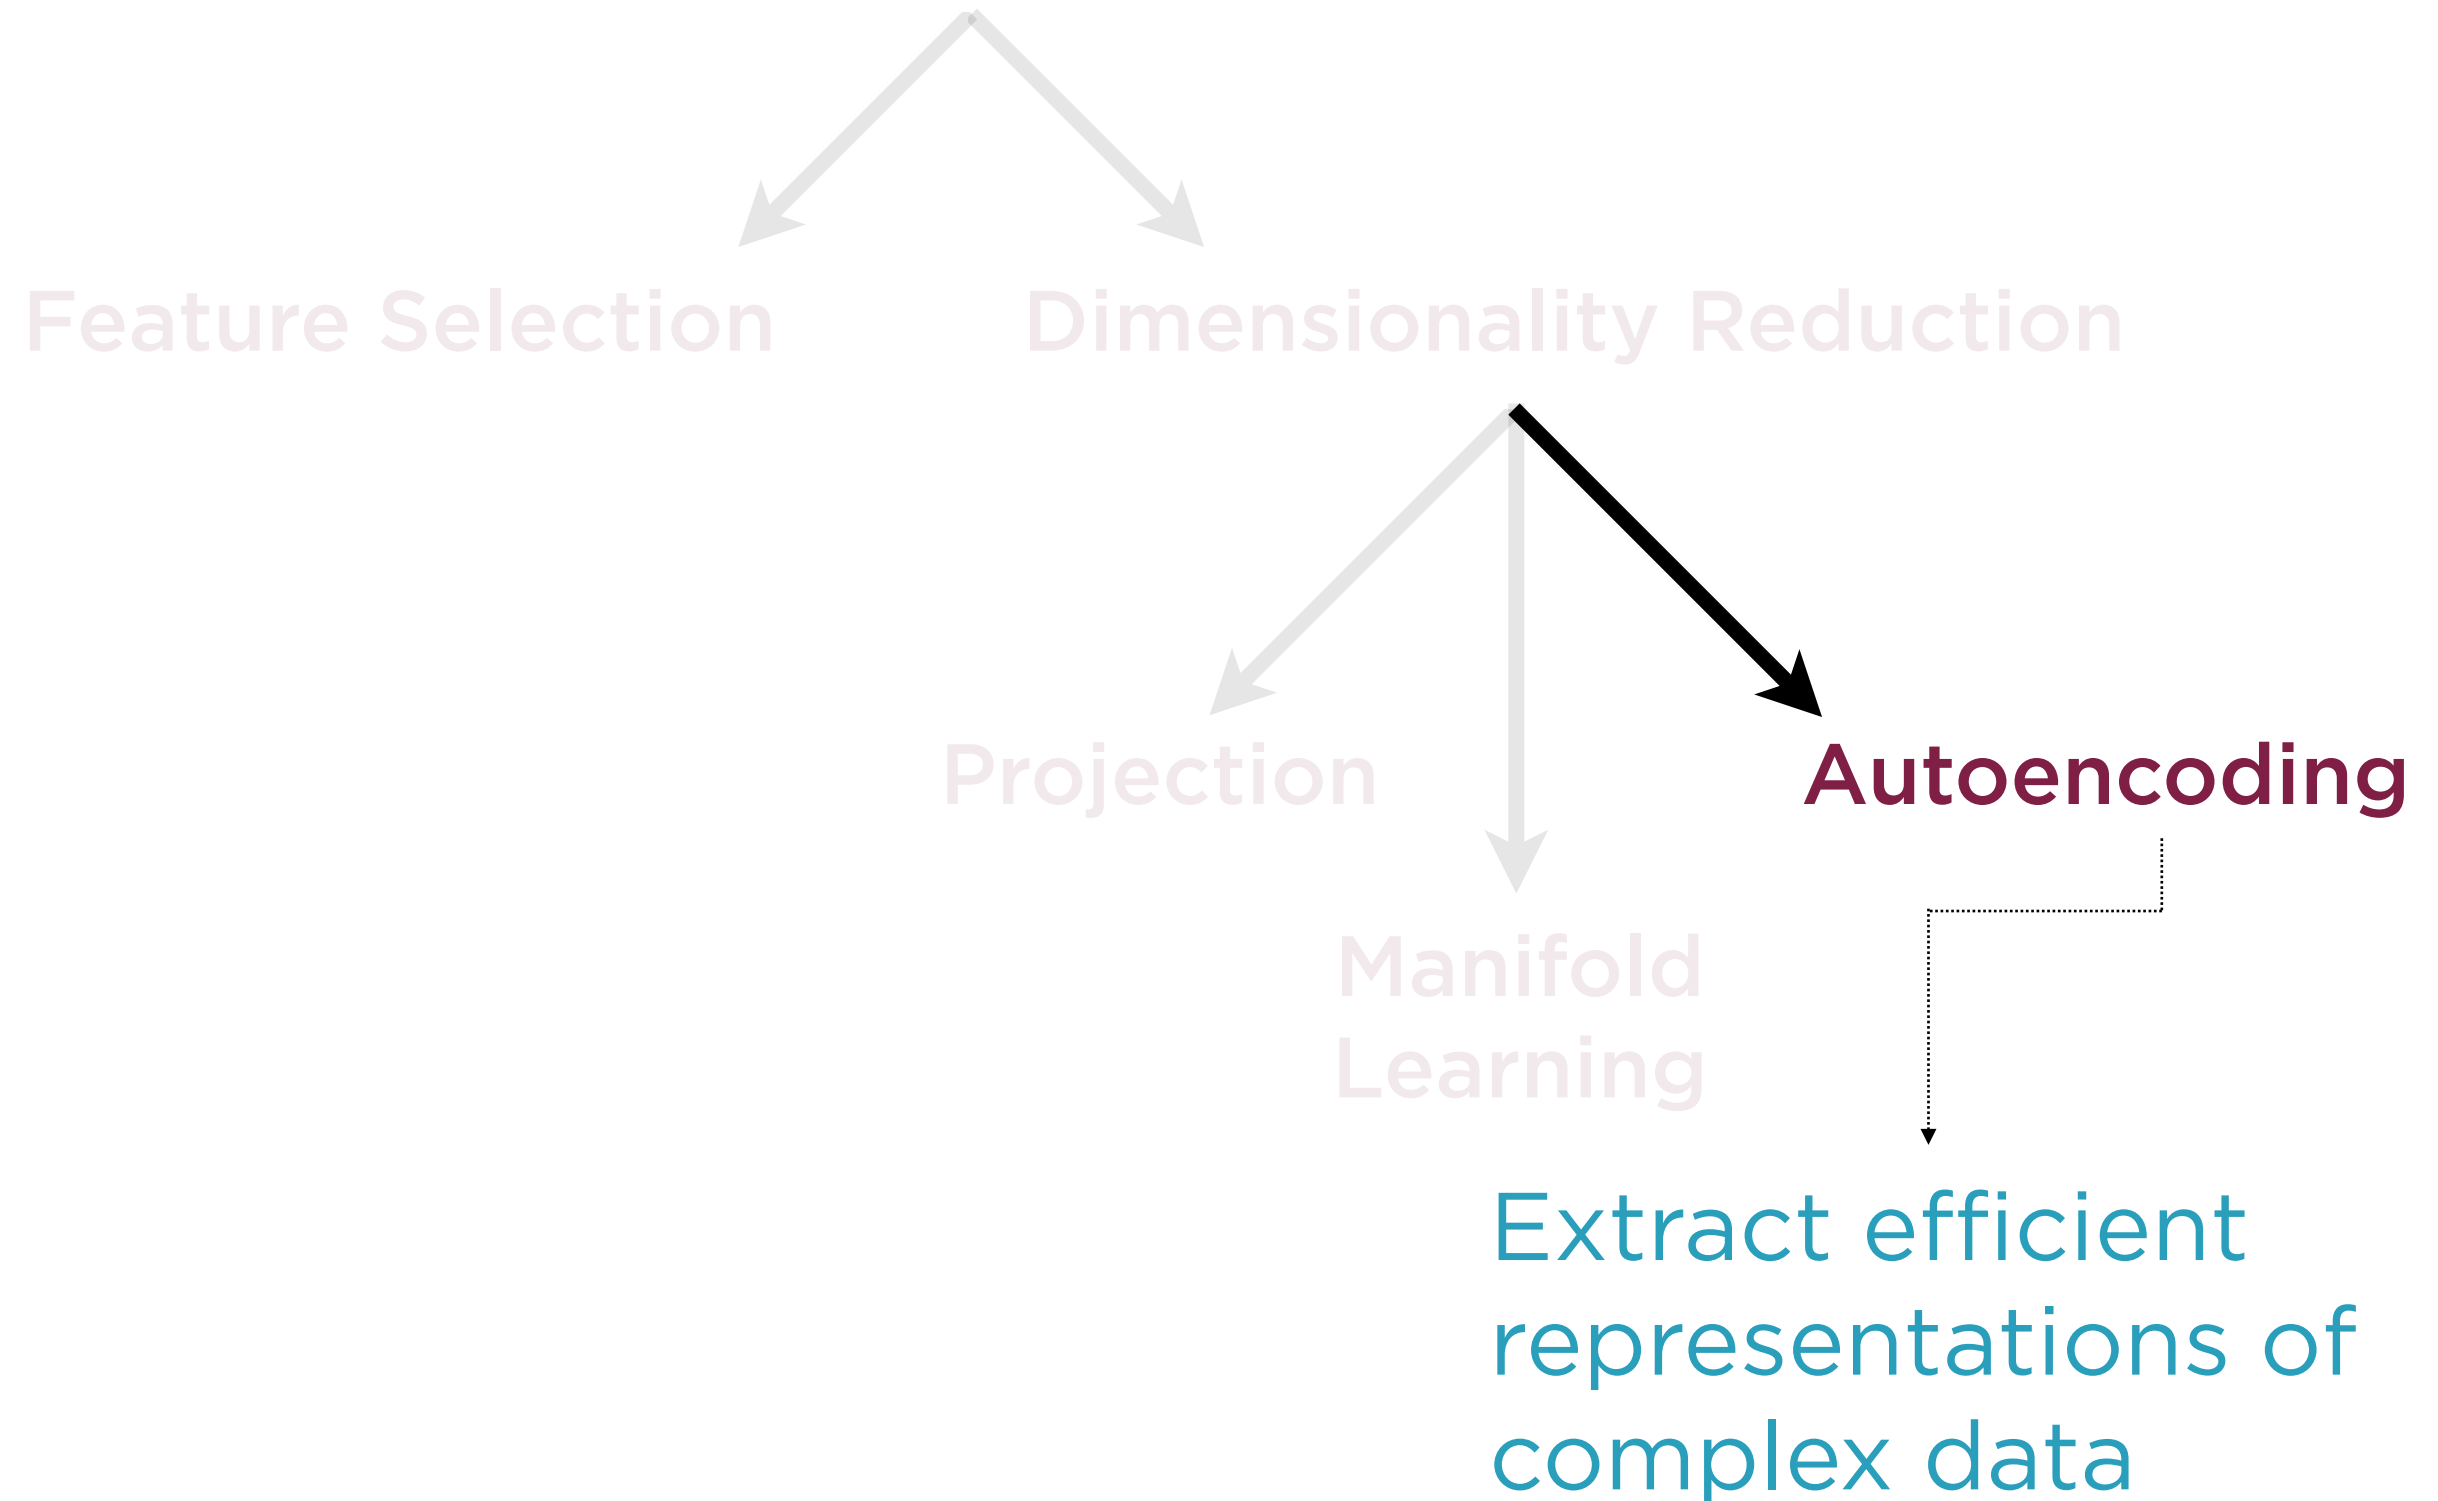 Feature Selection
Dimensionality Reduction
Projection
Autoencoding
Manifold
Learning
Extract efficient
representations of
complex data